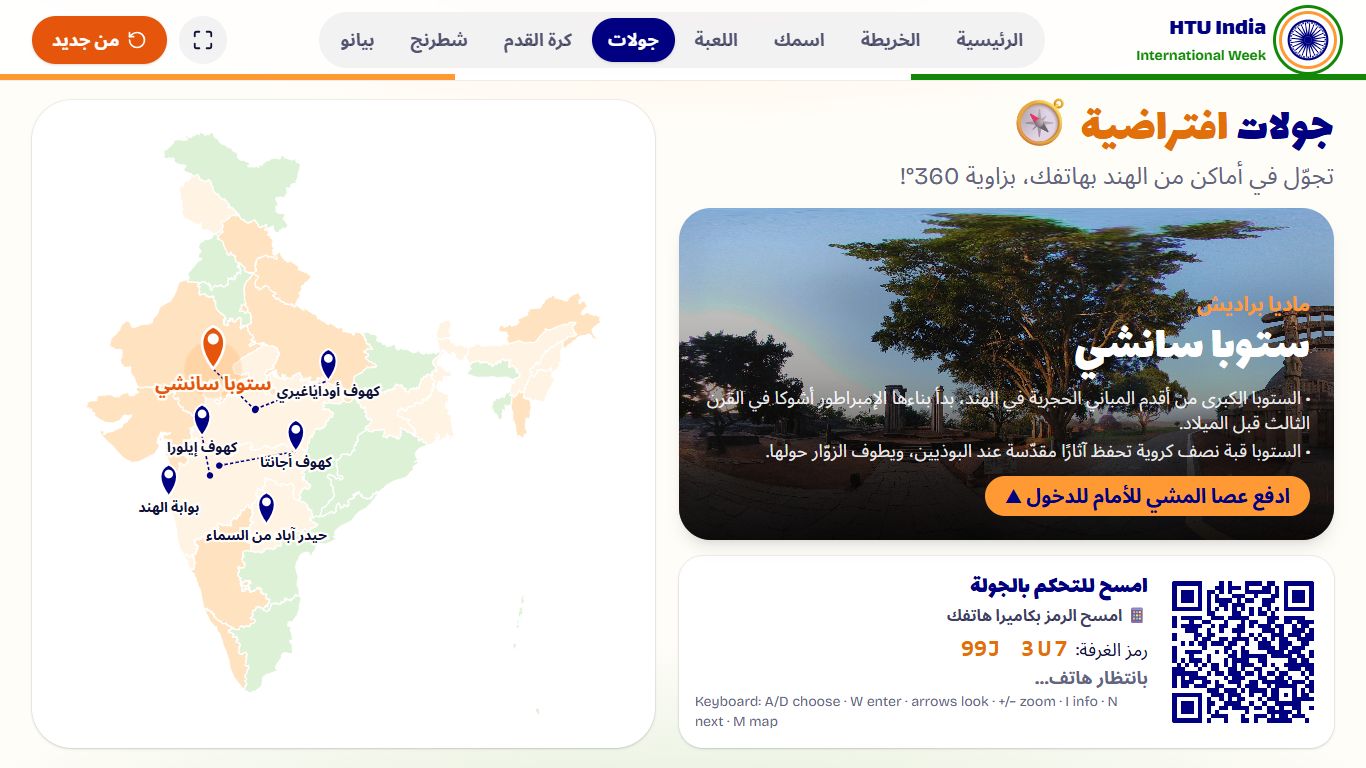 HTU India
International Week
الرئيسية
الخريطة
اسمك
اللعبة
جولات
كرة القدم
شطرنج
بيانو
من جديد
جولات افتراضية
تجوّل في أماكن من الهند بهاتفك، بزاوية 360°!
ماديا براديش
ستوبا سانشي
• الستوبا الكبرى من أقدم المباني الحجرية في الهند، بدأ بناءها الإمبراطور أشوكا في القرن
الثالث قبل الميلاد.
• الستوبا قبة نصف كروية تحفظ آثارًا مقدّسة عند البوذيين، ويطوف الزوّار حولها.
ادفع عصا المشي للأمام للدخول ▲
امسح للتحكم بالجولة
امسح الرمز بكاميرا هاتفك
رمز الغرفة: 99J 3U7
بانتظار هاتف...
Keyboard: A/D choose · W enter · arrows look · +/− zoom · I info · N
next · M map
ستوبا سانشي
كهوف أوداياغيري
كهوف إيلورا
كهوف أجانتا
بوابة الهند
حيدر آباد من السماء